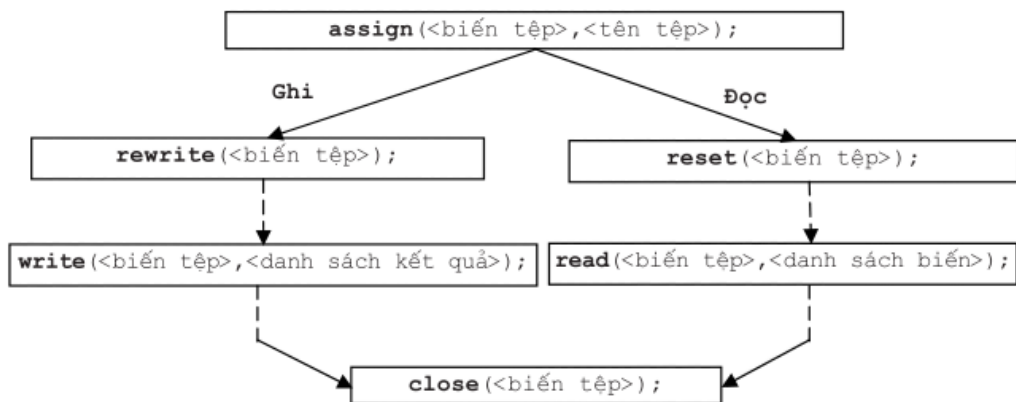 assign(<biến tệp>,<tên tệp>);
Ghi
Đọc
rewrite(<biến tệp>);
reset(<biến tệp>);
write(<biến tệp>,<danh sách kết quả>);
read(<biến tệp>,<danh sách biến>);
close(<biến tệp>);